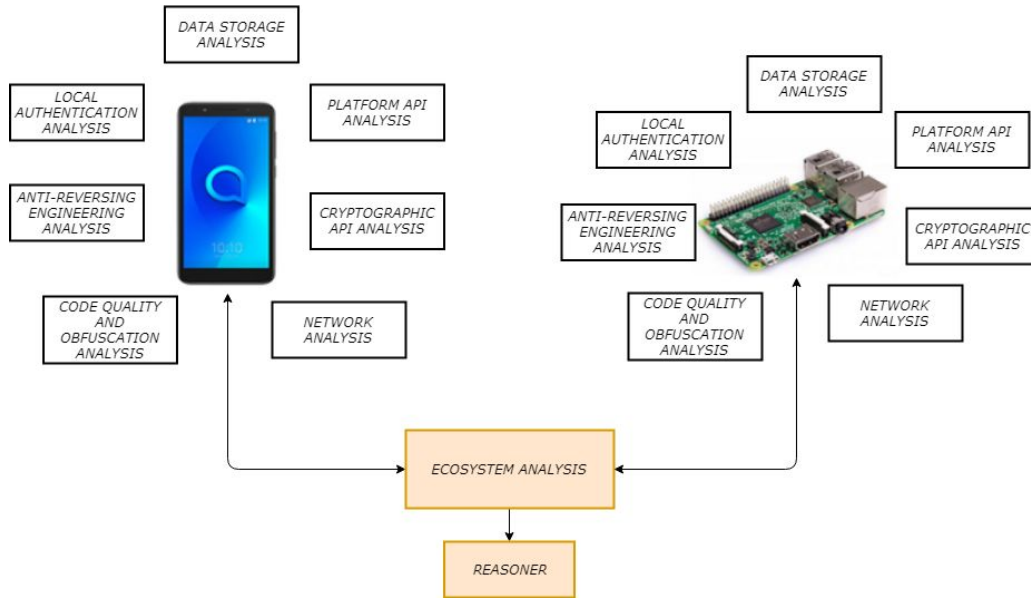 DATA STORAGE
ANALYSIS
LOCAL
AUTHENTICATION
ANALYSIS
PLATFORM API
ANALYSIS
ANTI-REVERSING
ENGINEERING
ANALYSIS
CRYPTOGRAPHIC
API ANALYSIS
CODE QUALITY
AND
OBFUSCATION
ANALYSIS
NETWORK
ANALYSIS
10:10
DATA STORAGE
ANALYSIS
LOCAL
AUTHENTICATION
ANALYSIS
PLATFORM API
ANALYSIS
ANTI-REVERSING
ENGINEERING
ANALYSIS
CRYPTOGRAPHIC
API ANALYSIS
CODE QUALITY
AND
OBFUSCATION
ANALYSIS
NETWORK
ANALYSIS
ECOSYSTEM ANALYSIS
REASONER